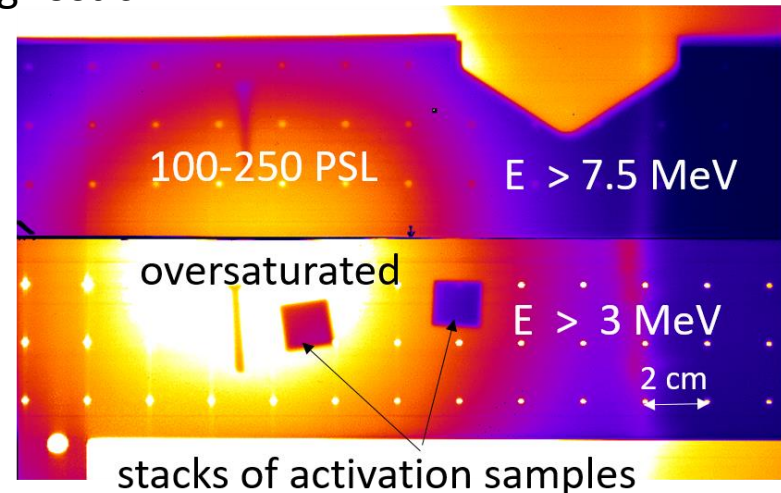 100-250 PSL
E > 7.5 MeV
oversaturated
E > 3 MeV
2 cm
stacks of activation samples